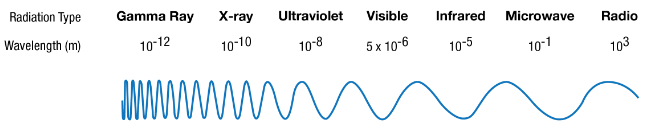 Radiation Type Gamma Ray X-ray Ultraviolet Visible Infrared Microwave Radio
Wavelength (m) 10⁻¹² 10⁻¹⁰ 10⁻⁸ 5 x 10⁻⁶ 10⁻⁵ 10⁻¹ 10³